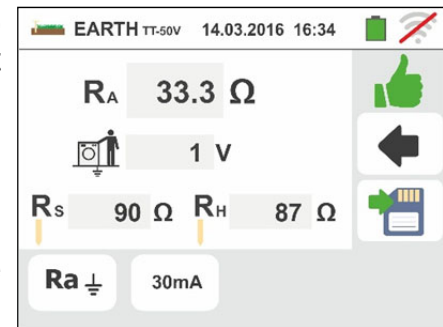 EARTH TT-50V 14.03.2016 16:34
RA 33.3 Ω
1 V
RS 90 Ω RH 87 Ω
Ra 30mA